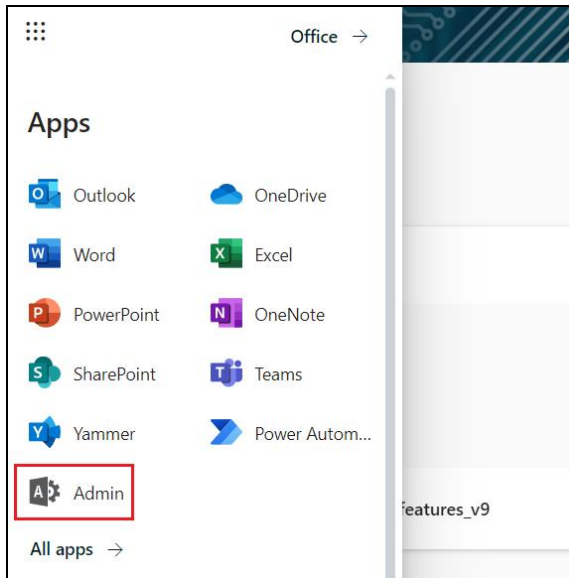 Office →
Apps
Outlook OneDrive
Word Excel
PowerPoint OneNote
SharePoint Teams
Yammer Power Autom...
Admin
features_v9
All apps →